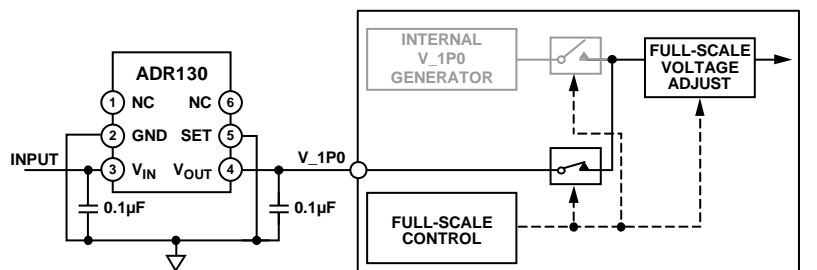 INTERNAL
V_1P0
GENERATOR
FULL-SCALE
VOLTAGE
ADJUST
ADR130
1 NC NC 6
2 GND SET 5
INPUT 3 VIN VOUT 4 V_1P0
0.1µF 0.1µF
FULL-SCALE
CONTROL